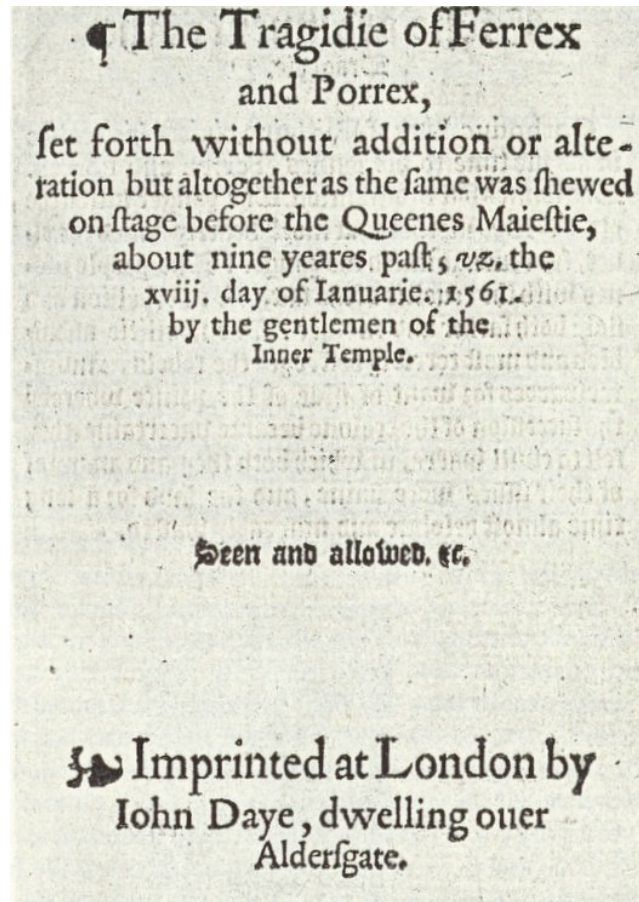 ¶ The Tragidie of Ferrex
and Porrex,
ſet forth without addition or alte-
ration but altogether as the ſame was ſhewed
on ſtage before the Queenes Maieſtie,
about nine yeares paſt, vz. the
xviij. day of Ianuarie. 1561.
by the gentlemen of the
Inner Temple.
Seen and allowed. &c.
Imprinted at London by
Iohn Daye, dwelling ouer
Alderſgate.